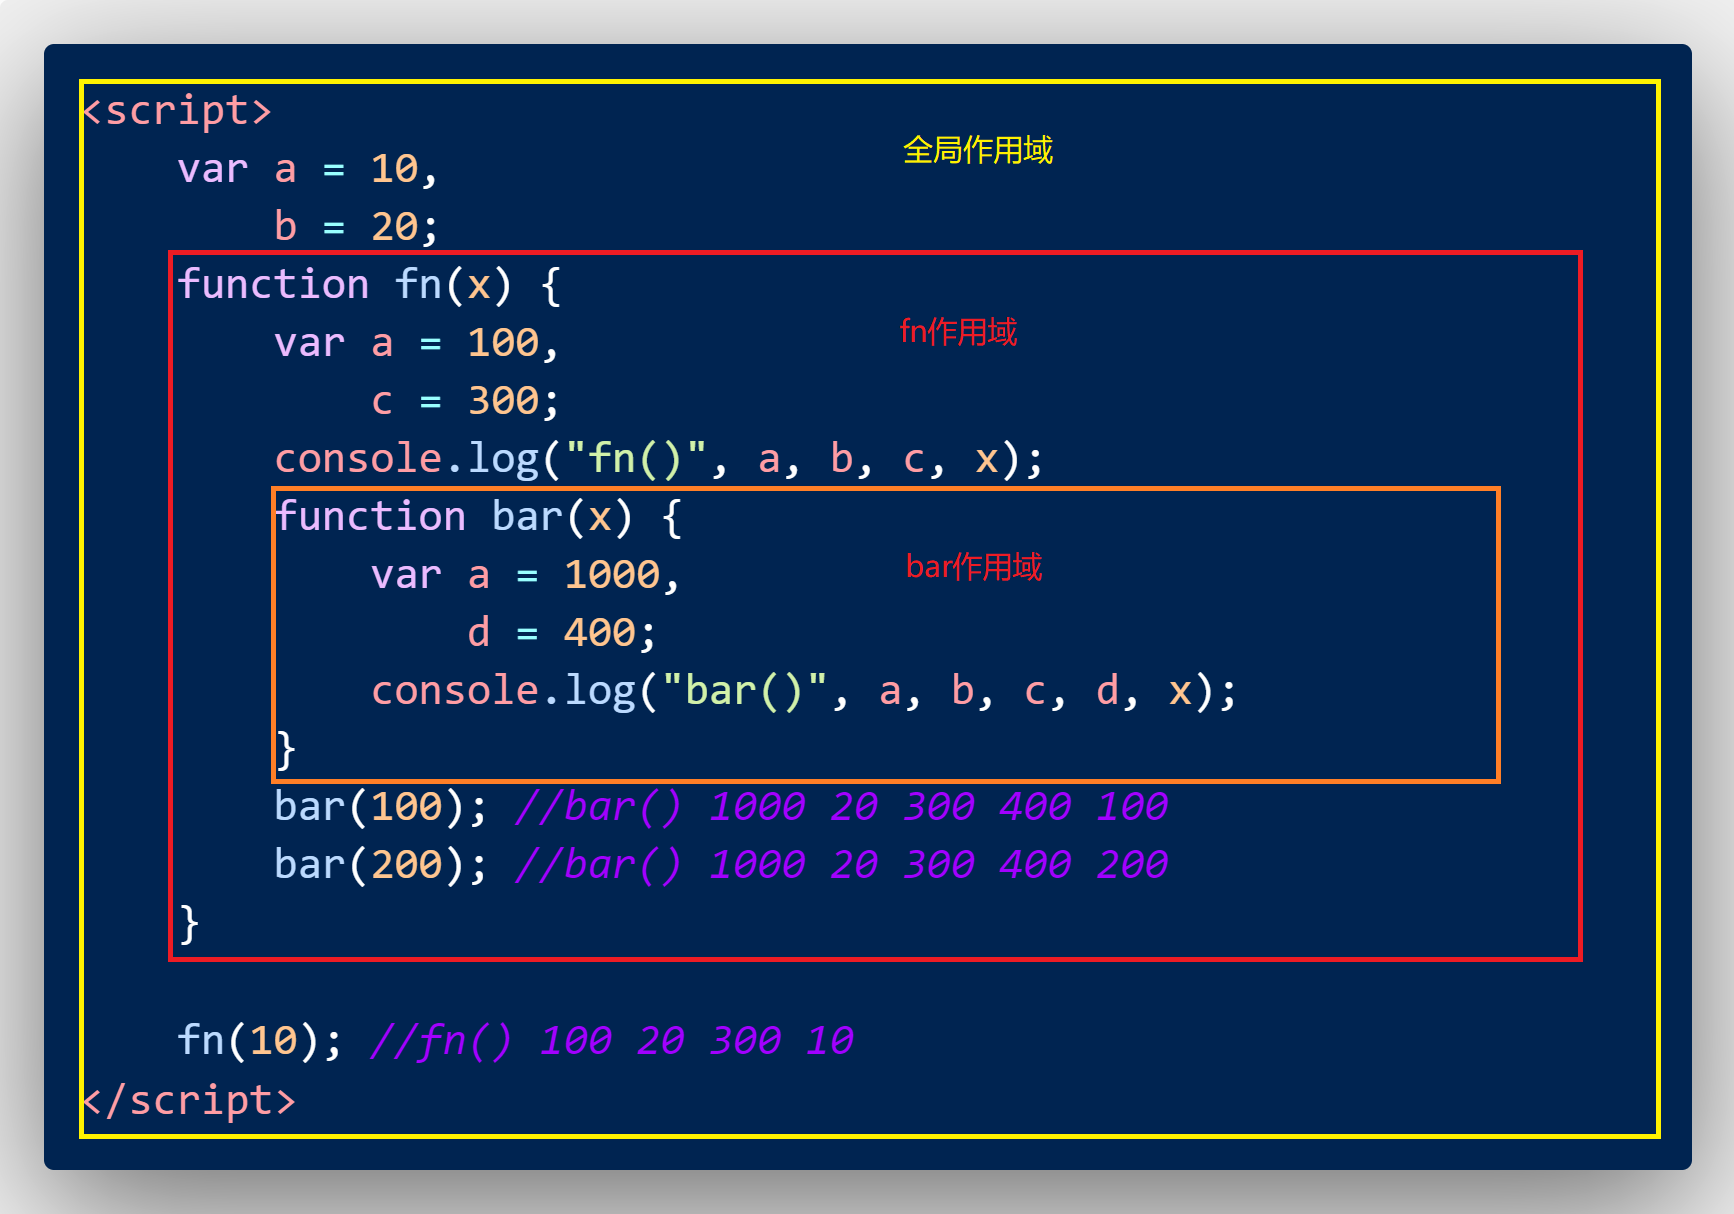 <script>
var a = 10,
全局作用域
b = 20;
function fn(x) {
fn作用域
var a = 100,
c = 300;
console.log("fn()", a, b, c, x);
function bar(x) {
bar作用域
var a = 1000,
d = 400;
console.log("bar()", a, b, c, d, x);
}
bar(100); //bar() 1000 20 300 400 100
bar(200); //bar() 1000 20 300 400 200
}
fn(10); //fn() 100 20 300 10
</script>